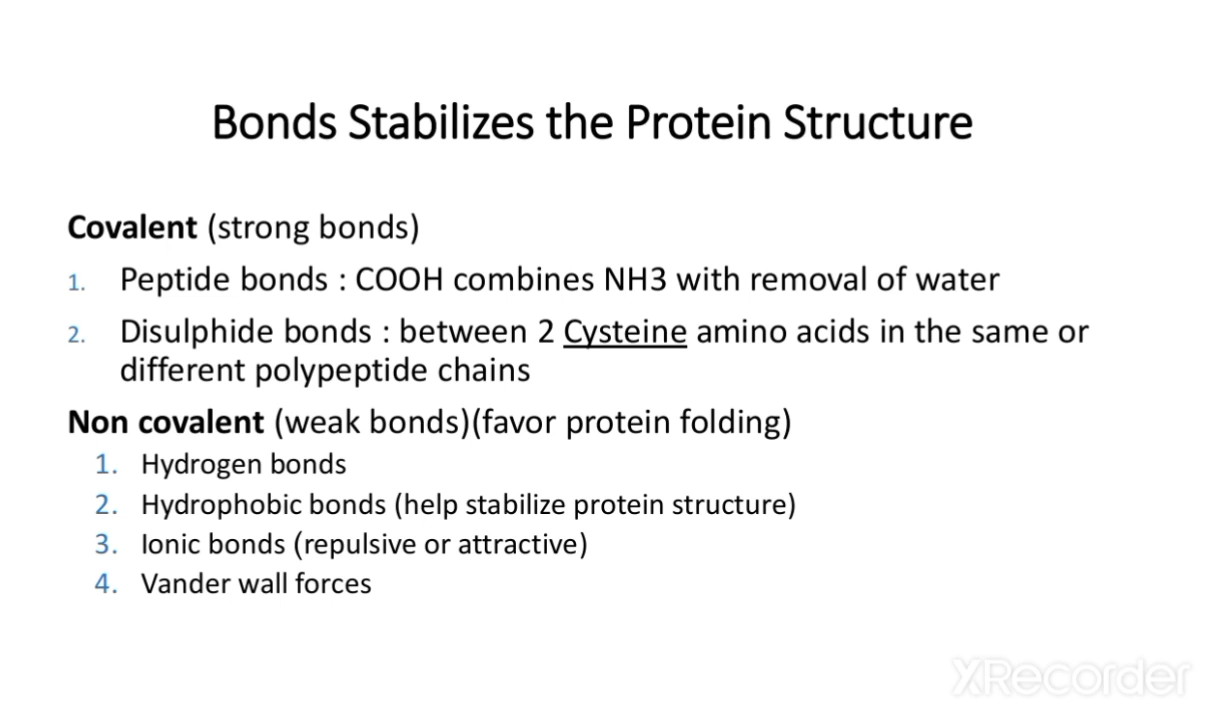 Bonds Stabilizes the Protein Structure
Covalent (strong bonds)
1. Peptide bonds : COOH combines NH3 with removal of water
2. Disulphide bonds : between 2 Cysteine amino acids in the same or
different polypeptide chains
Non covalent (weak bonds)(favor protein folding)
1. Hydrogen bonds
2. Hydrophobic bonds (help stabilize protein structure)
3. Ionic bonds (repulsive or attractive)
4. Vander wall forces
XRecorder